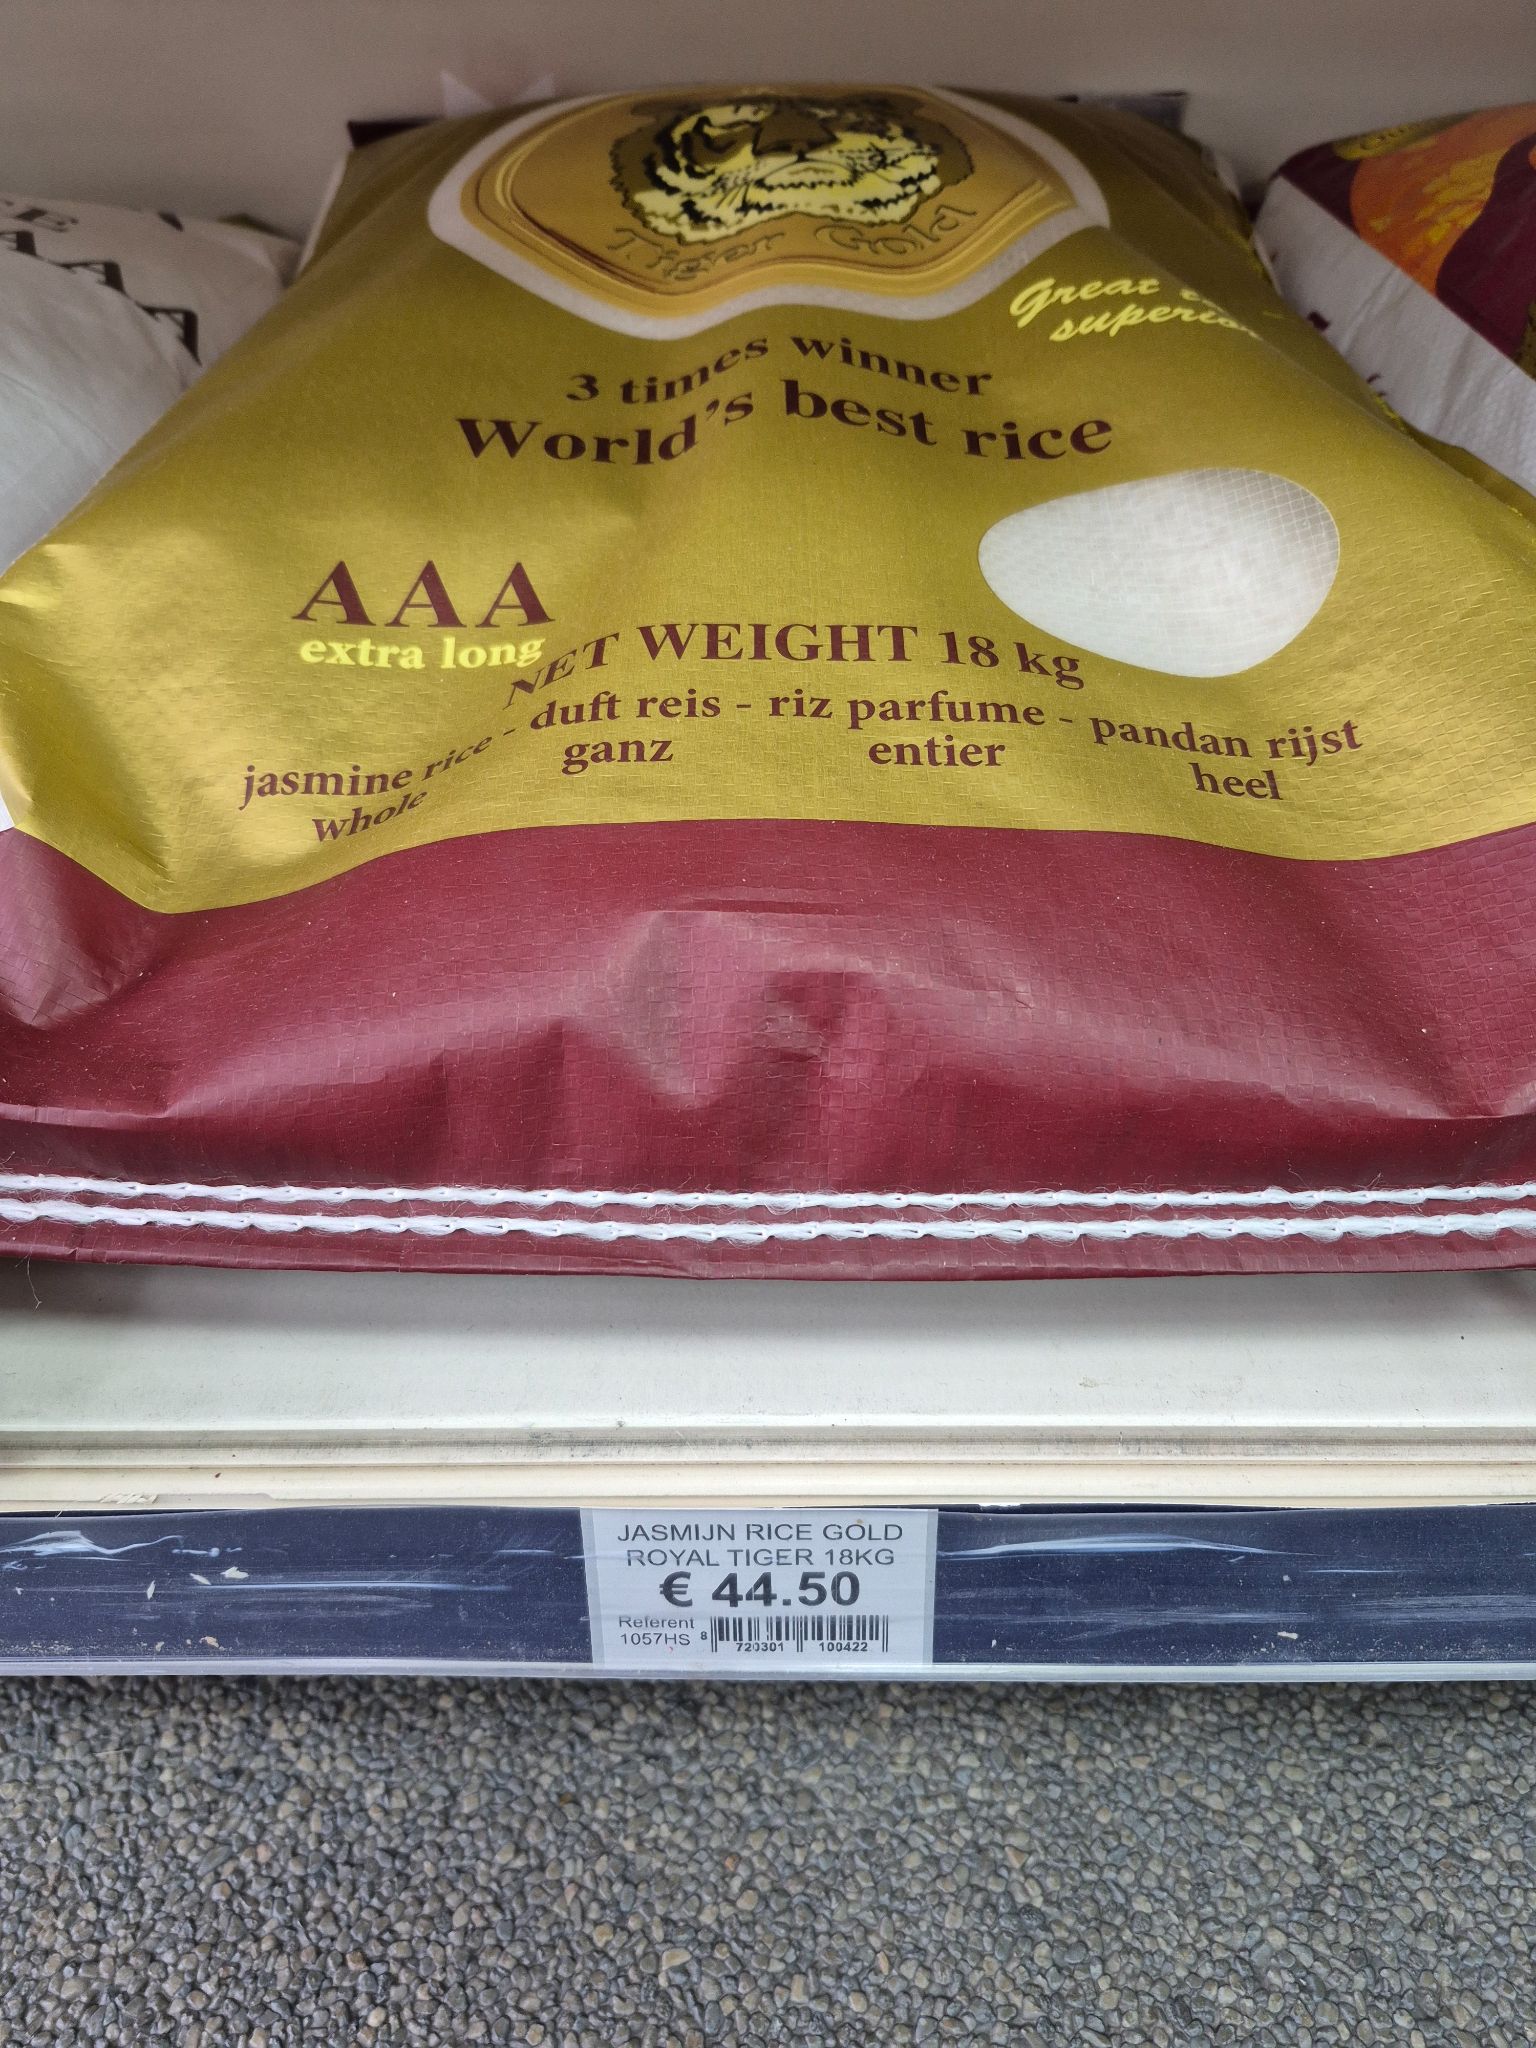 Tiger Gold
Great
3 times winner
World's best rice
AAA
extra long
NET WEIGHT 18 kg
jasmine rice - duft reis - riz parfume - pandan rijst
Whole ganz entier heel
JASMIJN RICE GOLD
ROYAL TIGER 18KG
€ 44.50
Referent
1057HS
8 720301 100422